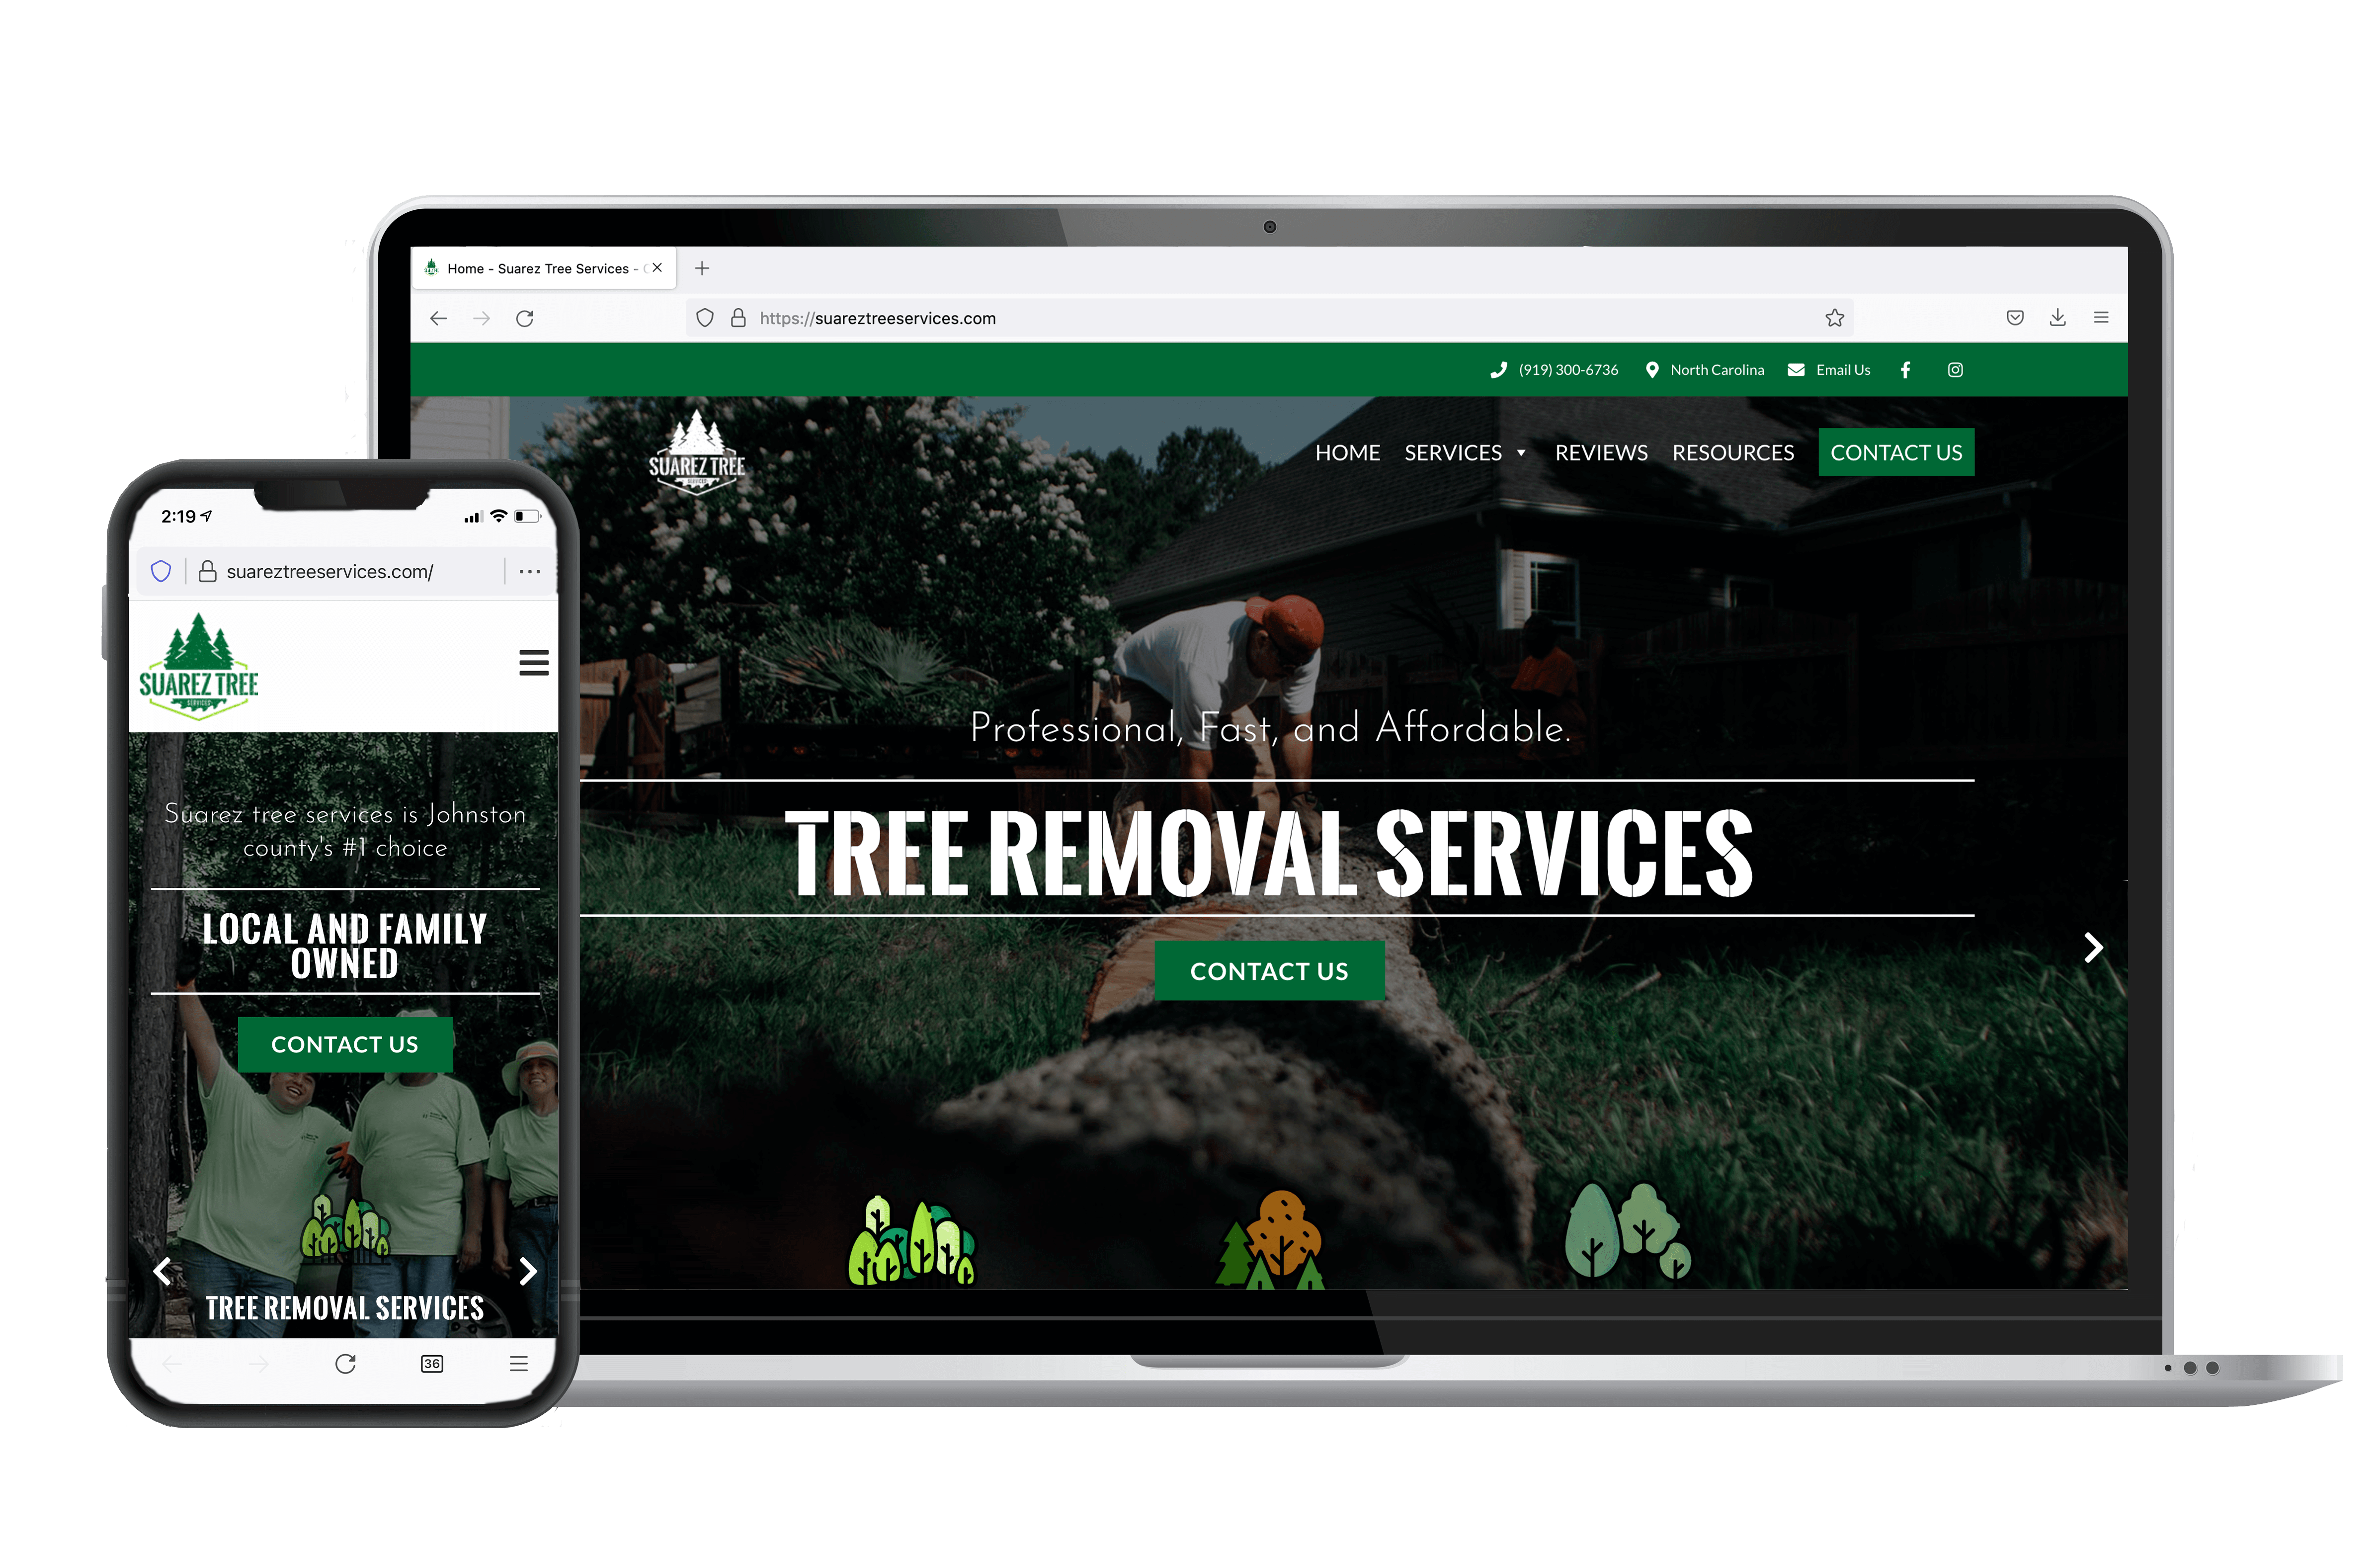 Home - Suarez Tree Services -
https://suareztreeservices.com
(919) 300-6736 North Carolina Email Us
SUAREZ TREE
SERVICES
HOME SERVICES REVIEWS RESOURCES CONTACT US
Professional, Fast, and Affordable.
TREE REMOVAL SERVICES
CONTACT US
2:19
suareztreeservices.com/
SUAREZ TREE
SERVICES
Suarez tree services is Johnston
county's #1 choice
LOCAL AND FAMILY
OWNED
CONTACT US
TREE REMOVAL SERVICES
36